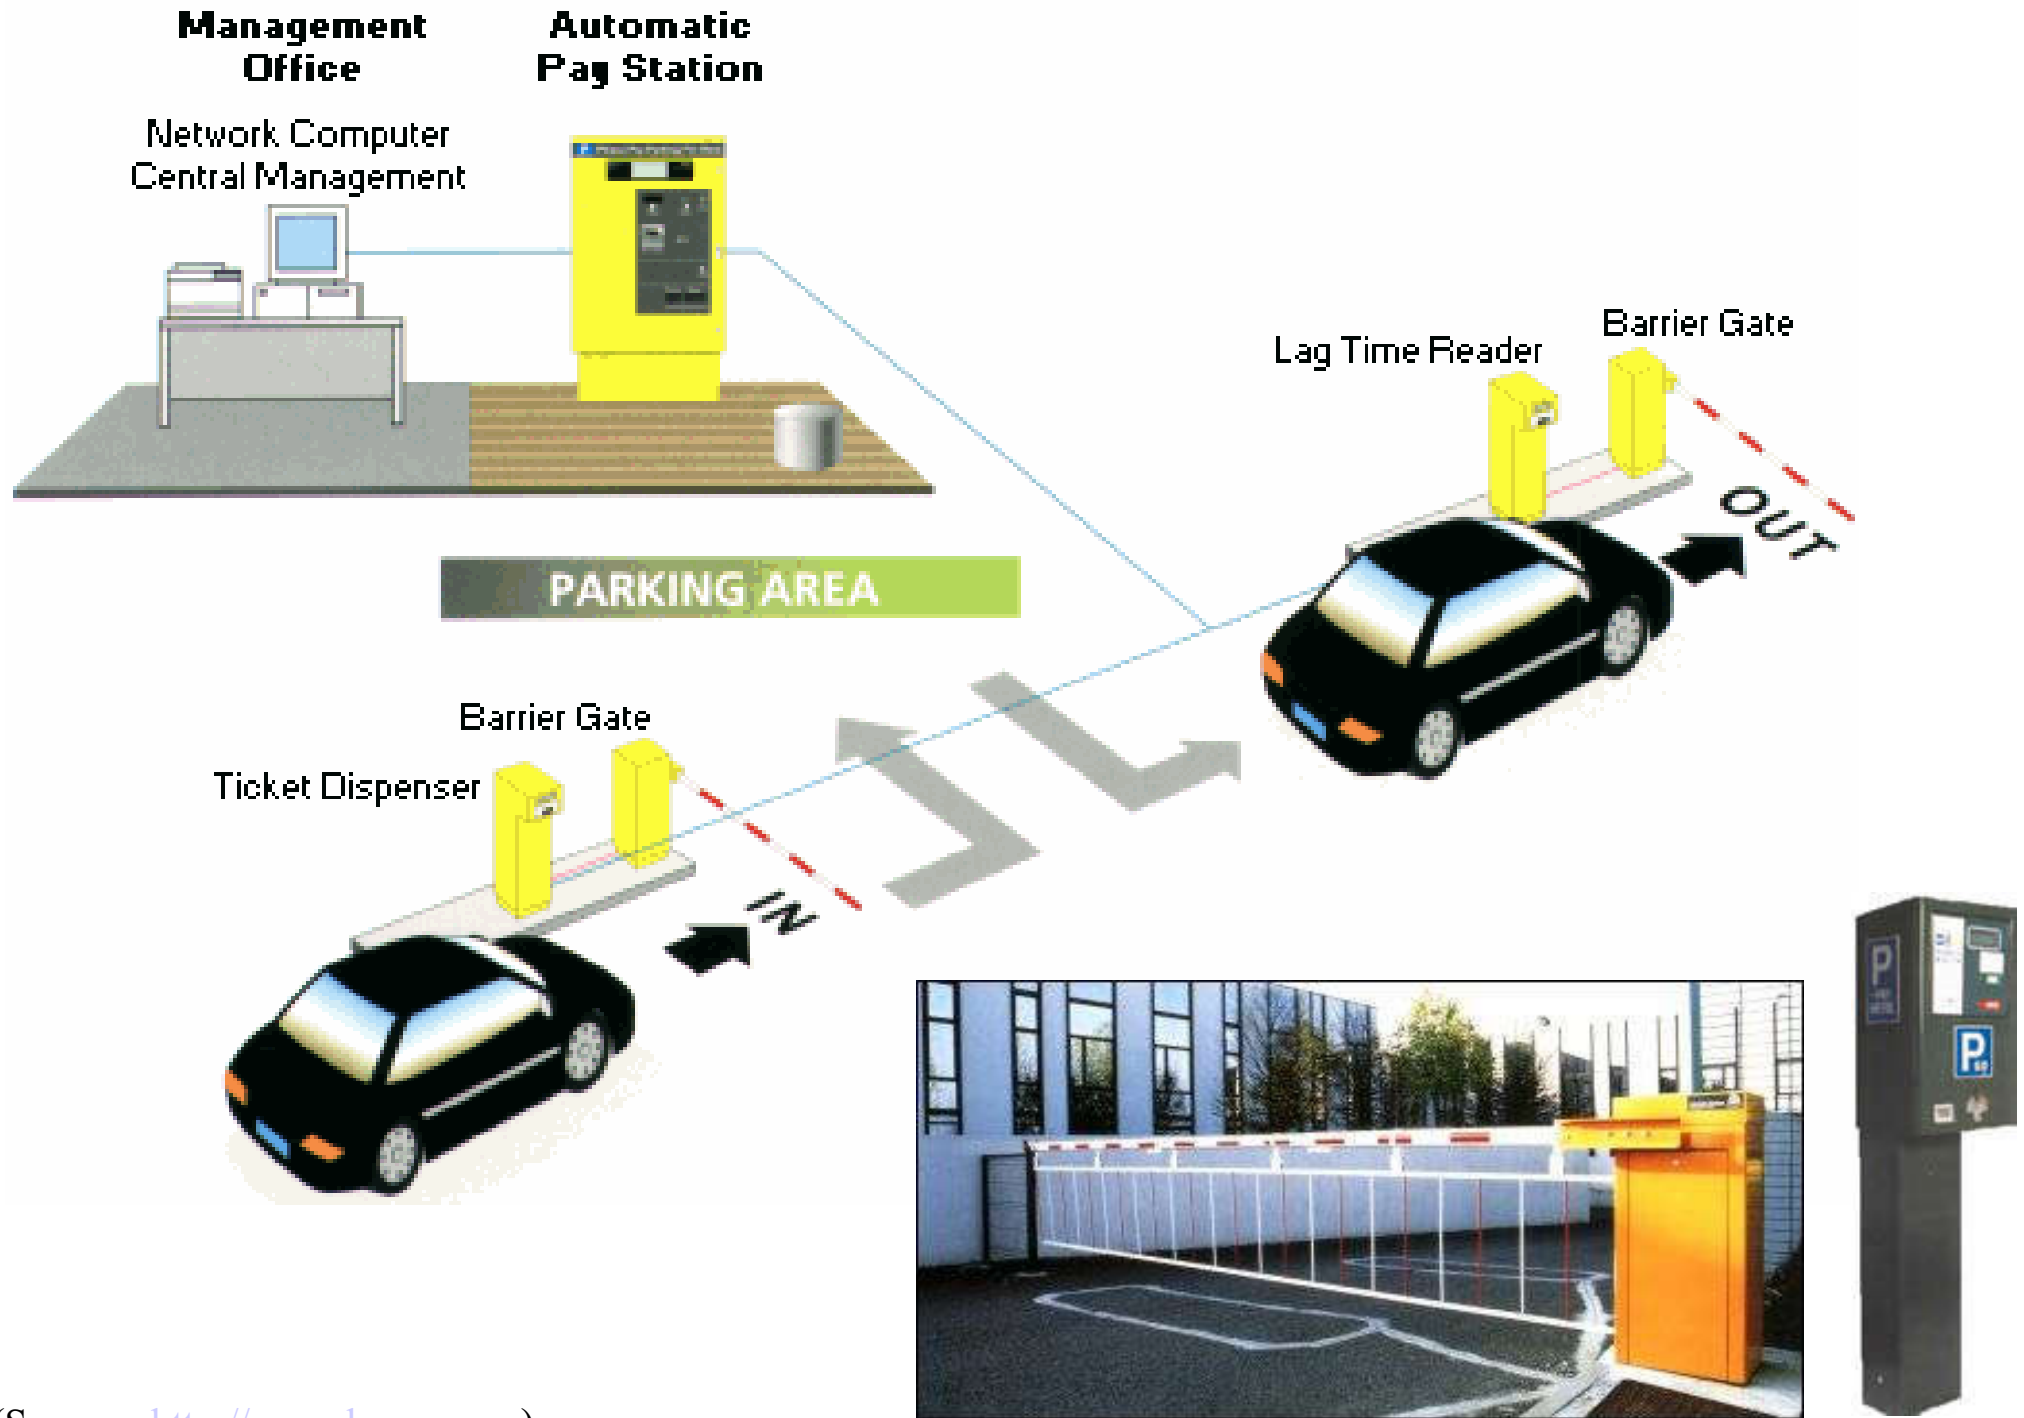 Management
Office
Automatic
Pay Station
Network Computer
Central Management
P
Barrier Gate
Lag Time Reader
OUT
PARKING AREA
Barrier Gate
Ticket Dispenser
IN
P
P